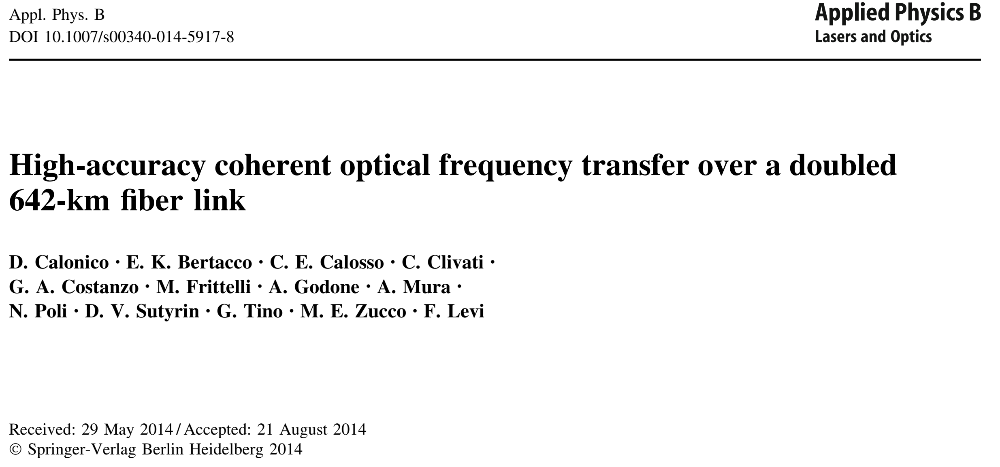 Appl. Phys. B
DOI 10.1007/s00340-014-5917-8
Applied Physics B
Lasers and Optics
High-accuracy coherent optical frequency transfer over a doubled
642-km fiber link
D. Calonico · E. K. Bertacco · C. E. Calosso · C. Clivati ·
G. A. Costanzo · M. Frittelli · A. Godone · A. Mura ·
N. Poli · D. V. Sutyrin · G. Tino · M. E. Zucco · F. Levi
Received: 29 May 2014 / Accepted: 21 August 2014
© Springer-Verlag Berlin Heidelberg 2014